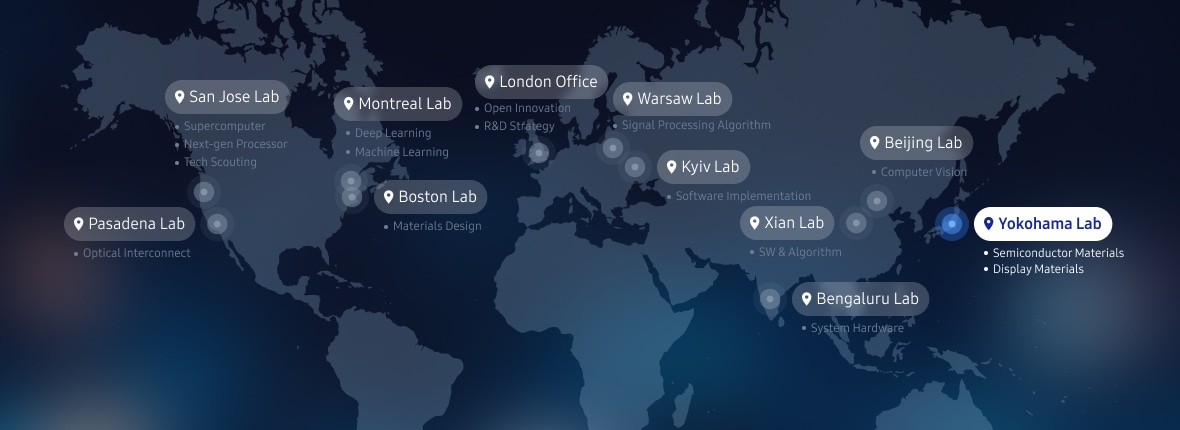 San Jose Lab
Supercomputer
Next-gen Processor
Tech Scouting
Montreal Lab
Deep Learning
Machine Learning
London Office
Open Innovation
R&D Strategy
Warsaw Lab
Signal Processing Algorithm
Beijing Lab
Computer Vision
Kyiv Lab
Software Implementation
Boston Lab
Materials Design
Pasadena Lab
Optical Interconnect
Xian Lab
SW & Algorithm
Yokohama Lab
Semiconductor Materials
Display Materials
Bengaluru Lab
System Hardware